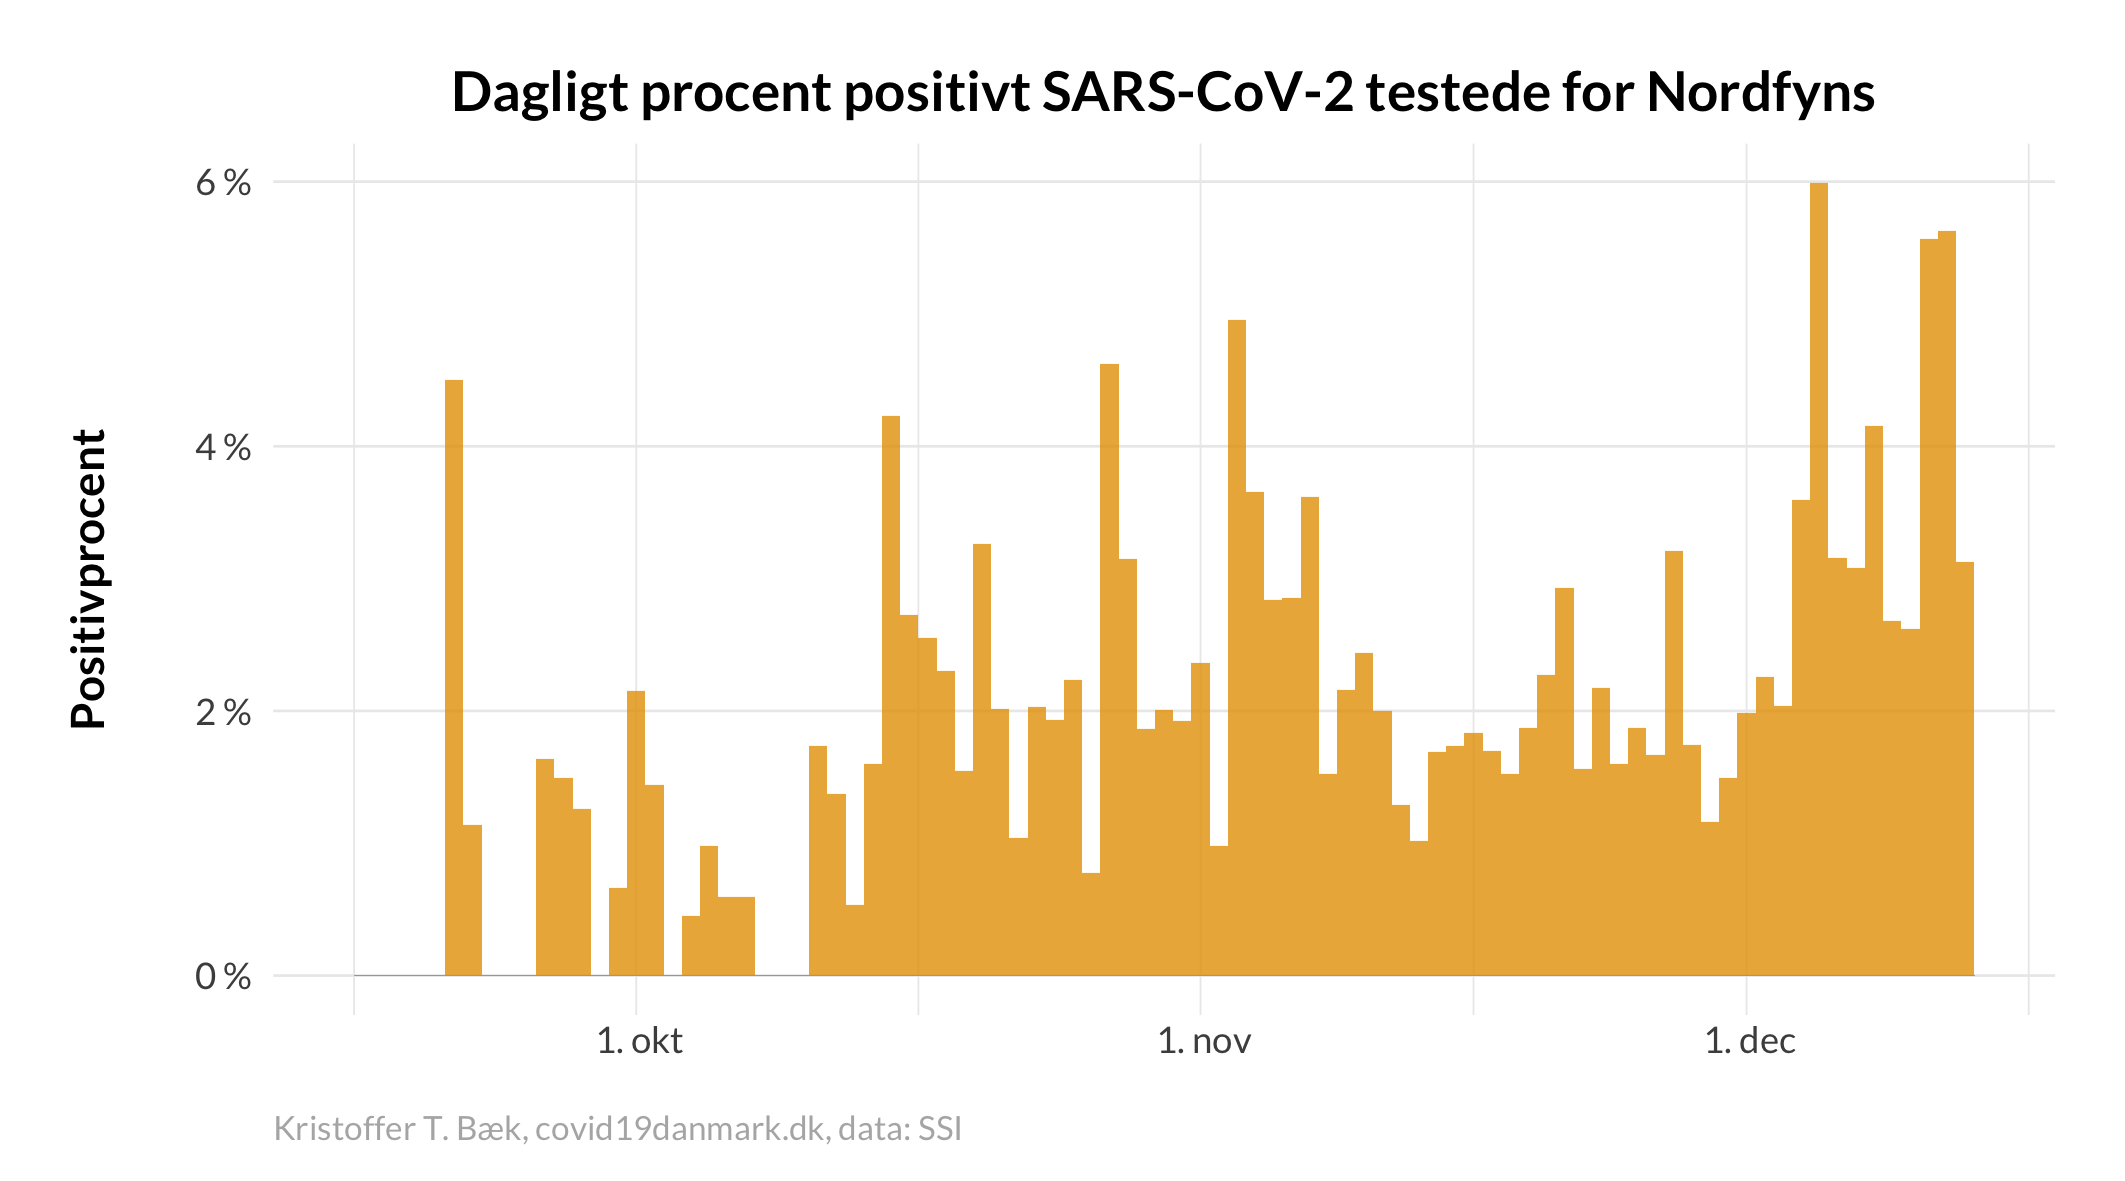 Dagligt procent positivt SARS-CoV-2 testede for Nordfyns
6 %
4 %
2 %
0 %
Positivprocent
1. okt
1. nov
1. dec
Kristoffer T. Bæk, covid19danmark.dk, data: SSI